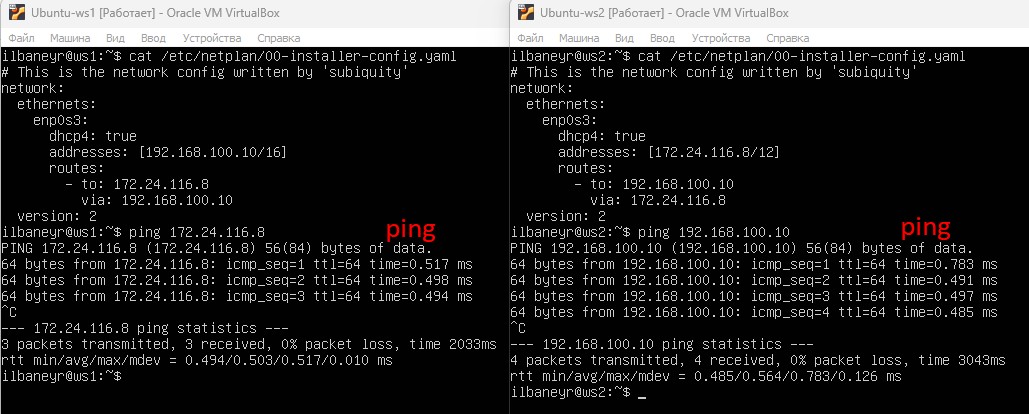 Ubuntu-ws1 [Работает] - Oracle VM VirtualBox
Файл Машина Вид Ввод Устройства Справка
ilbaneyr@ws1:~$ cat /etc/netplan/00-installer-config.yaml
# This is the network config written by 'subiquity'
network:
  ethernets:
    enp0s3:
      dhcp4: true
      addresses: [192.168.100.10/16]
      routes:
        - to: 172.24.116.8
          via: 192.168.100.10
  version: 2
ilbaneyr@ws1:~$ ping 172.24.116.8
ping
PING 172.24.116.8 (172.24.116.8) 56(84) bytes of data.
64 bytes from 172.24.116.8: icmp_seq=1 ttl=64 time=0.517 ms
64 bytes from 172.24.116.8: icmp_seq=2 ttl=64 time=0.498 ms
64 bytes from 172.24.116.8: icmp_seq=3 ttl=64 time=0.494 ms
^C
--- 172.24.116.8 ping statistics ---
3 packets transmitted, 3 received, 0% packet loss, time 2033ms
rtt min/avg/max/mdev = 0.494/0.503/0.517/0.010 ms
ilbaneyr@ws1:~$
Ubuntu-ws2 [Работает] - Oracle VM VirtualBox
Файл Машина Вид Ввод Устройства Справка
ilbaneyr@ws2:~$ cat /etc/netplan/00-installer-config.yaml
# This is the network config written by 'subiquity'
network:
  ethernets:
    enp0s3:
      dhcp4: true
      addresses: [172.24.116.8/12]
      routes:
        - to: 192.168.100.10
          via: 172.24.116.8
  version: 2
ilbaneyr@ws2:~$ ping 192.168.100.10
ping
PING 192.168.100.10 (192.168.100.10) 56(84) bytes of data.
64 bytes from 192.168.100.10: icmp_seq=1 ttl=64 time=0.783 ms
64 bytes from 192.168.100.10: icmp_seq=2 ttl=64 time=0.491 ms
64 bytes from 192.168.100.10: icmp_seq=3 ttl=64 time=0.497 ms
64 bytes from 192.168.100.10: icmp_seq=4 ttl=64 time=0.485 ms
^C
--- 192.168.100.10 ping statistics ---
4 packets transmitted, 4 received, 0% packet loss, time 3043ms
rtt min/avg/max/mdev = 0.485/0.564/0.783/0.126 ms
ilbaneyr@ws2:~$ _